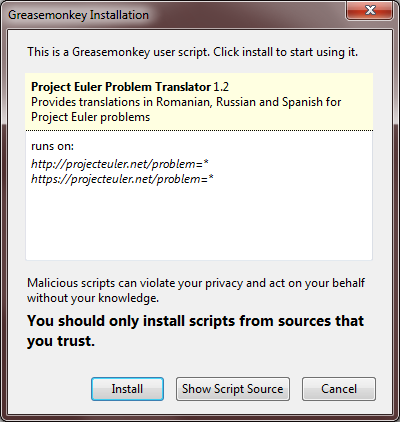 Greasemonkey Installation
This is a Greasemonkey user script. Click install to start using it.
Project Euler Problem Translator 1.2
Provides translations in Romanian, Russian and Spanish for
Project Euler problems
runs on:
http://projecteuler.net/problem=*
https://projecteuler.net/problem=*
Malicious scripts can violate your privacy and act on your behalf
without your knowledge.
You should only install scripts from sources that
you trust.
Install Show Script Source Cancel